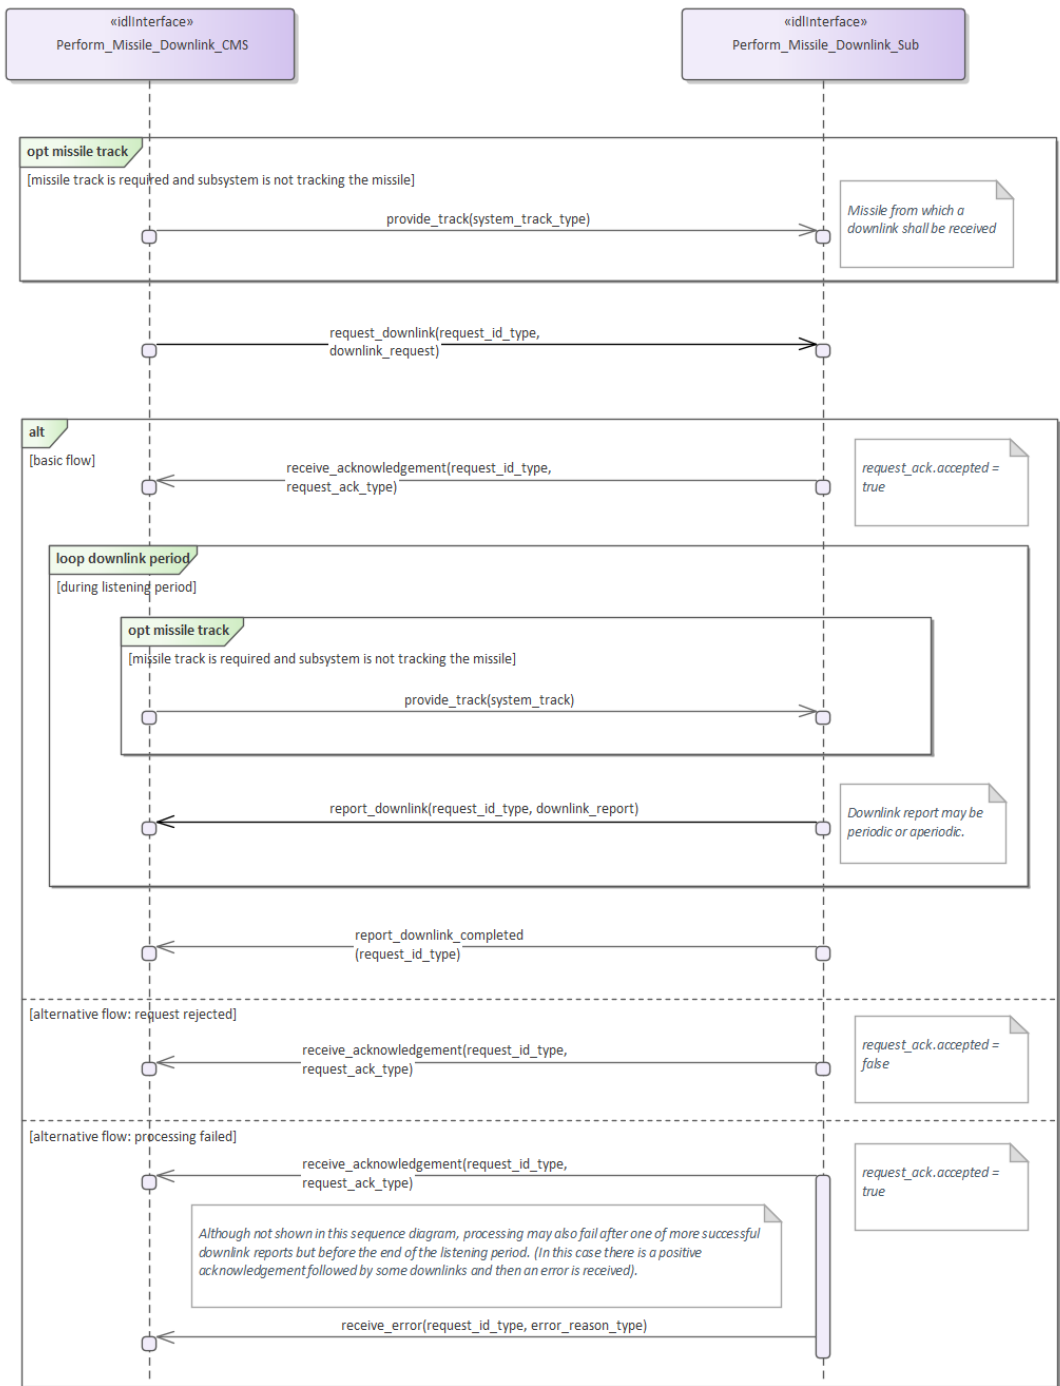 «idlInterface»
Perform_Missile_Downlink_CMS
«idlInterface»
Perform_Missile_Downlink_Sub
opt missile track
[missile track is required and subsystem is not tracking the missile]
provide_track(system_track_type)
Missile from which a
downlink shall be received
request_downlink(request_id_type,
downlink_request)
alt
[basic flow]
receive_acknowledgement(request_id_type,
request_ack_type)
request_ack.accepted =
true
loop downlink period
[during listening period]
opt missile track
[missile track is required and subsystem is not tracking the missile]
provide_track(system_track)
report_downlink(request_id_type, downlink_report)
Downlink report may be
periodic or aperiodic.
report_downlink_completed
(request_id_type)
[alternative flow: request rejected]
receive_acknowledgement(request_id_type,
request_ack_type)
request_ack.accepted =
false
[alternative flow: processing failed]
receive_acknowledgement(request_id_type,
request_ack_type)
request_ack.accepted =
true
Although not shown in this sequence diagram, processing may also fail after one of more successful
downlink reports but before the end of the listening period. (In this case there is a positive
acknowledgement followed by some downlinks and then an error is received).
receive_error(request_id_type, error_reason_type)